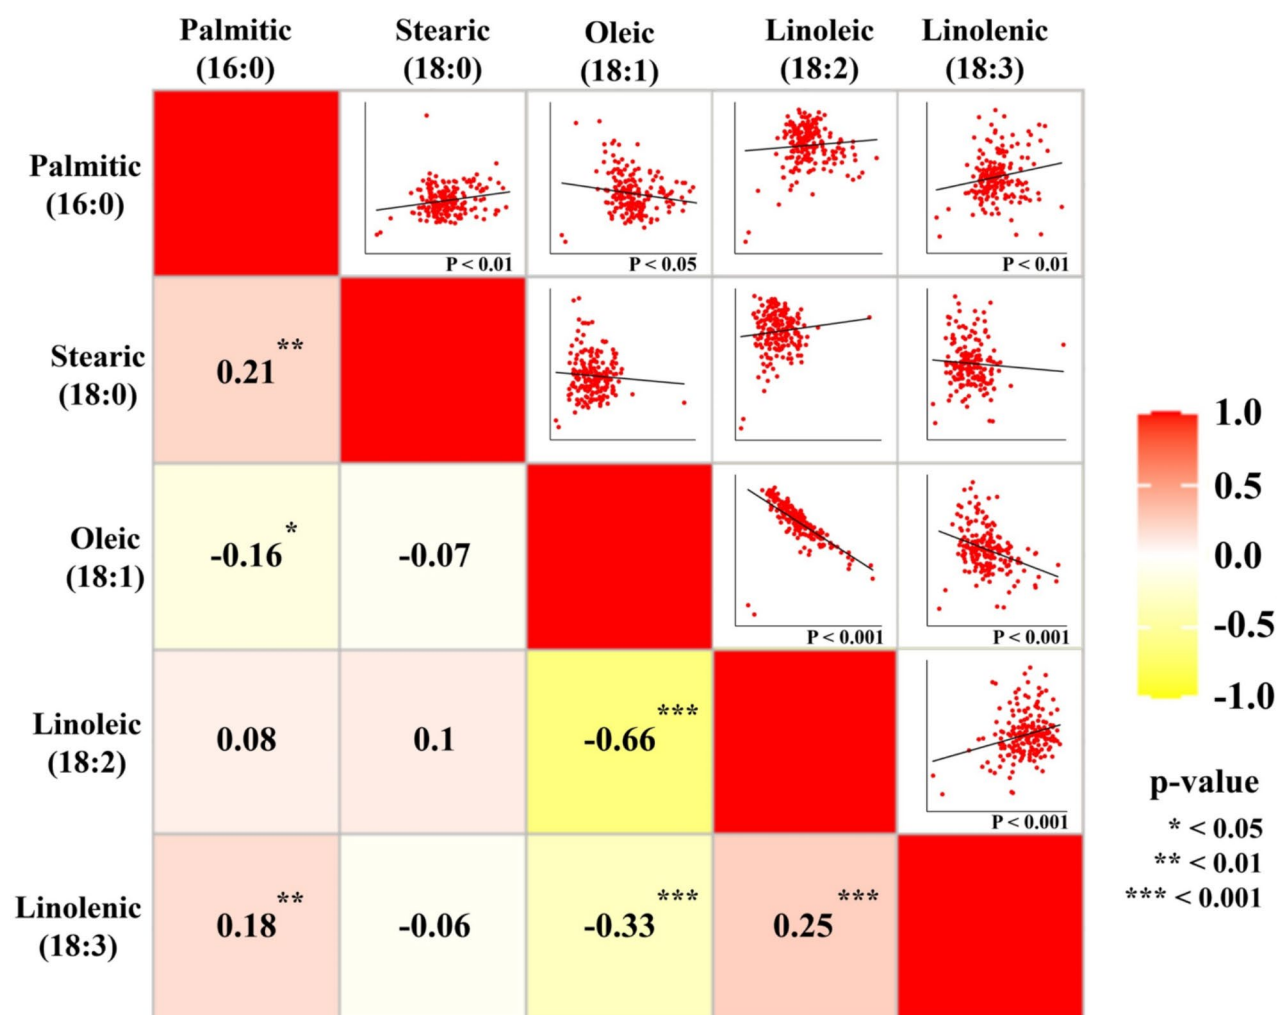 Palmitic
(16:0)
Stearic
(18:0)
Oleic
(18:1)
Linoleic
(18:2)
Linolenic
(18:3)
Palmitic
(16:0)
P < 0.01
P < 0.05
P < 0.01
Stearic
(18:0)
0.21**
Oleic
(18:1)
-0.16*
-0.07
P < 0.001
P < 0.001
Linoleic
(18:2)
0.08
0.1
-0.66***
P < 0.001
Linolenic
(18:3)
0.18**
-0.06
-0.33***
0.25***
1.0
0.5
0.0
-0.5
-1.0
p-value
* < 0.05
** < 0.01
*** < 0.001